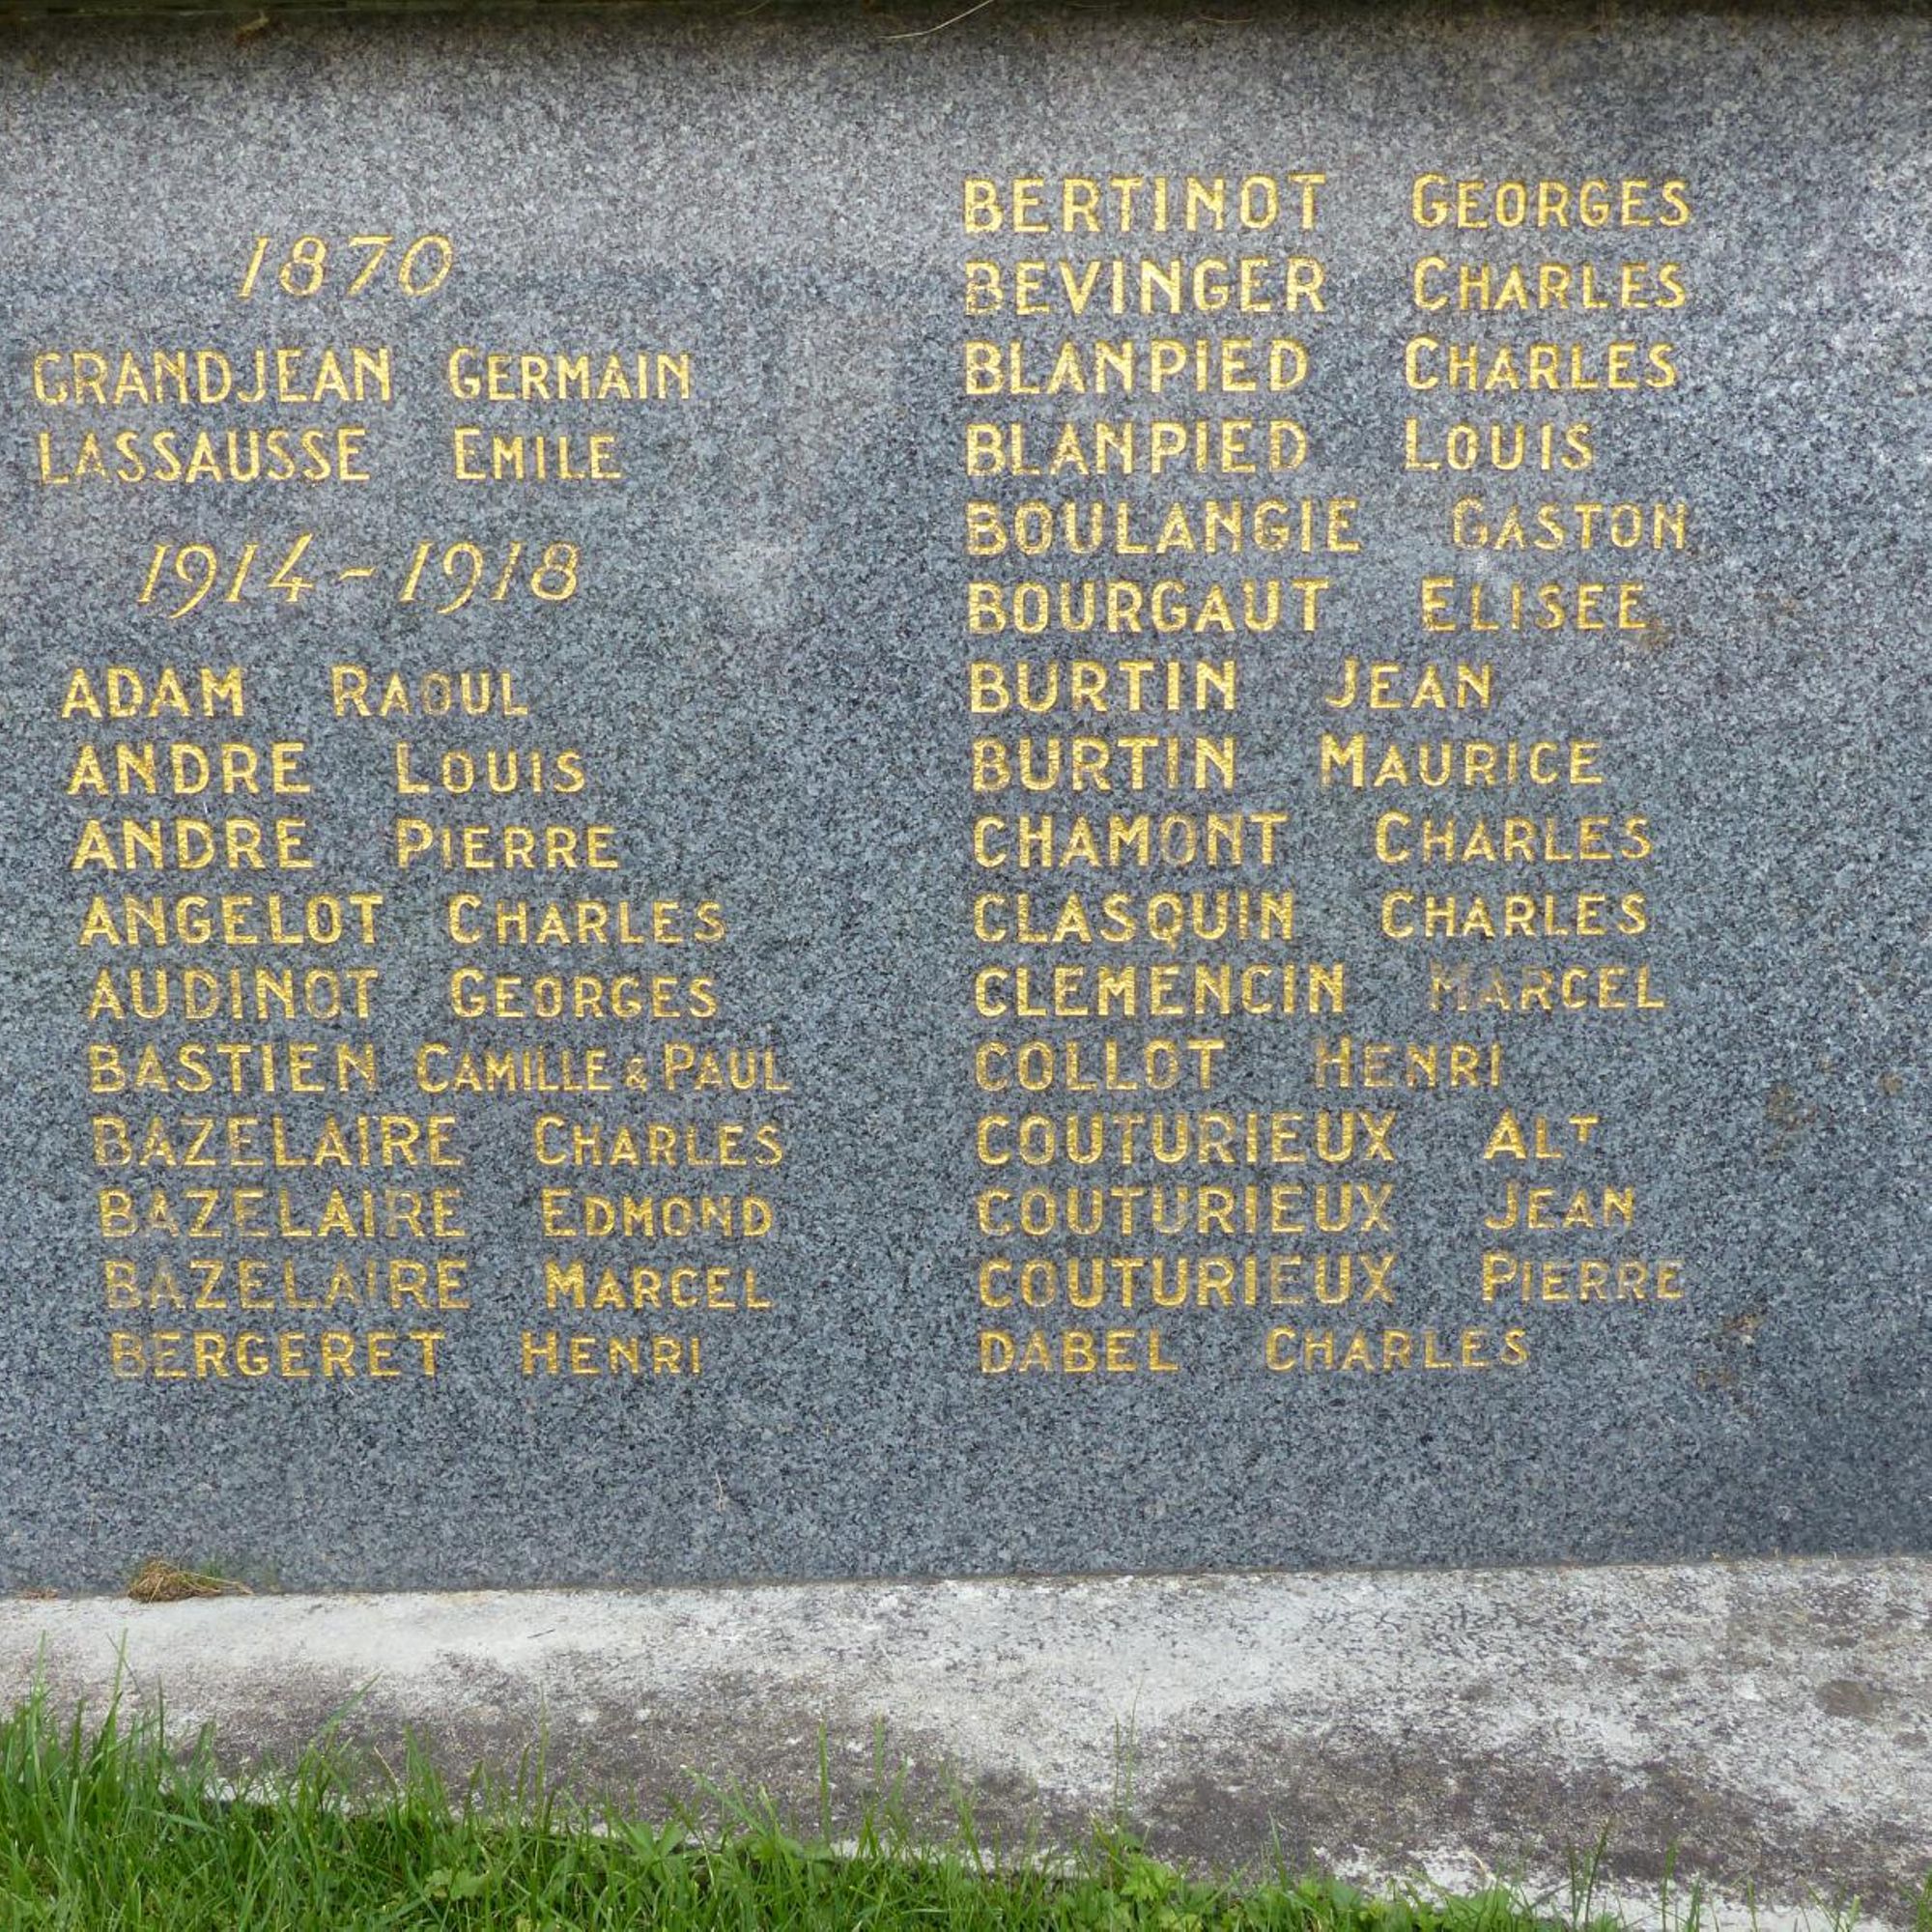 1870
GRANDJEAN GERMAIN
LASSAUSSE EMILE
1914-1918
ADAM RAOUL
ANDRE LOUIS
ANDRE PIERRE
ANGELOT CHARLES
AUDINOT GEORGES
BASTIEN CAMILLE & PAUL
BAZELAIRE CHARLES
BAZELAIRE EDMOND
BAZELAIRE MARCEL
BERGERET HENRI
BERTINOT GEORGES
BEVINGER CHARLES
BLANPIED CHARLES
BLANPIED LOUIS
BOULANGIE GASTON
BOURGAUT ELISEE
BURTIN JEAN
BURTIN MAURICE
CHAMONT CHARLES
CLASQUIN CHARLES
CLEMENCIN MARCEL
COLLOT HENRI
COUTURIEUX ALT
COUTURIEUX JEAN
COUTURIEUX PIERRE
DABEL CHARLES